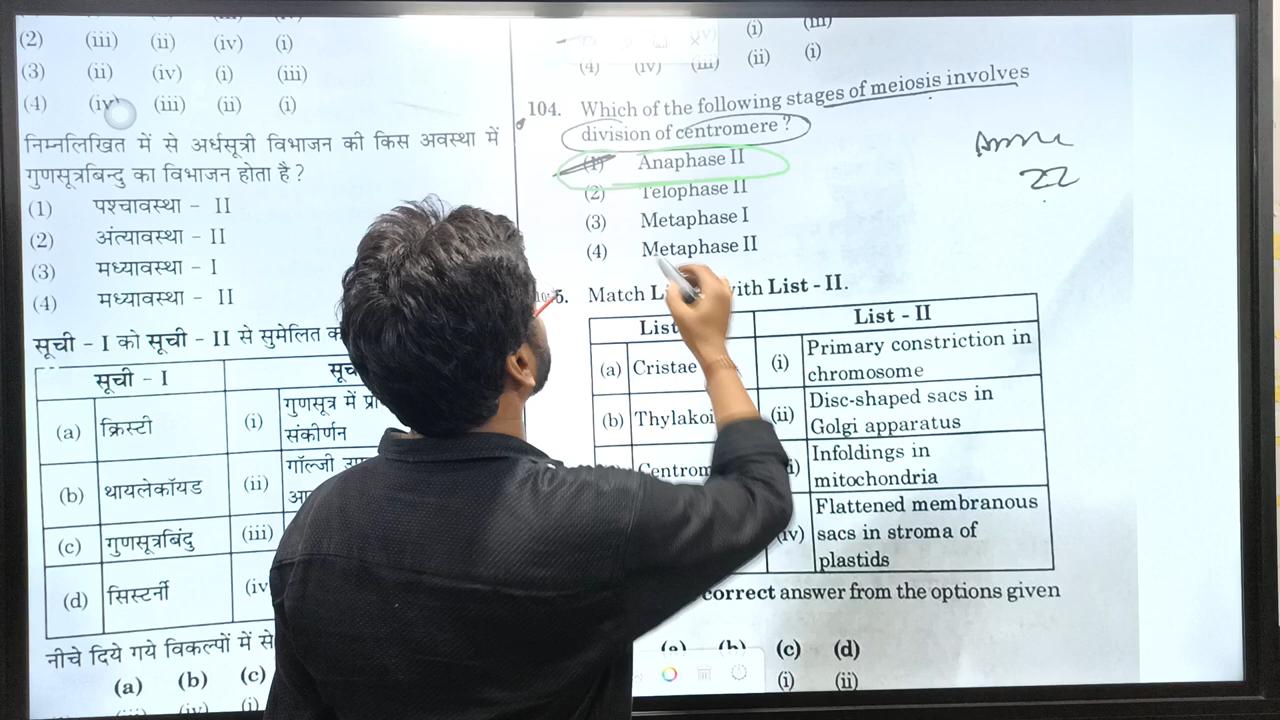 (2) (iii) (ii) (iv) (i)
(3) (ii) (iv) (i) (iii)
(4) (iv) (iii) (ii) (i)
निम्नलिखित में से अर्धसूत्री विभाजन की किस अवस्था में
गुणसूत्रबिन्दु का विभाजन होता है ?
(1) पश्चावस्था - II
(2) अंत्यावस्था - II
(3) मध्यावस्था - I
(4) मध्यावस्था - II
सूची - I को सूची - II से सुमेलित
सूची - I
(a) क्रिस्टी (i) गुणसूत्र में
संकीर्णन
(b) थायलेकॉयड (ii) गॉल्जी
(c) गुणसूत्रबिंदु (iii)
(d) सिस्टर्नी
नीचे दिये गये विकल्पों में से
(a) (b) (c)
(iii) (iv) (i)
(i) (iii)
(4) (iv) (iii) (ii) (i)
104. Which of the following stages of meiosis involves
division of centromere ?
(1) Anaphase II
(2) Telophase II
(3) Metaphase I
(4) Metaphase II
22
Match with List - II.
List - II
(a) Cristae (i) Primary constriction in
chromosome
(b) (ii) Disc-shaped sacs in
Golgi apparatus
Infoldings in
mitochondria
(iv) Flattened membranous
sacs in stroma of
plastids
correct answer from the options given
(a) (b) (c) (d)
(i) (ii)